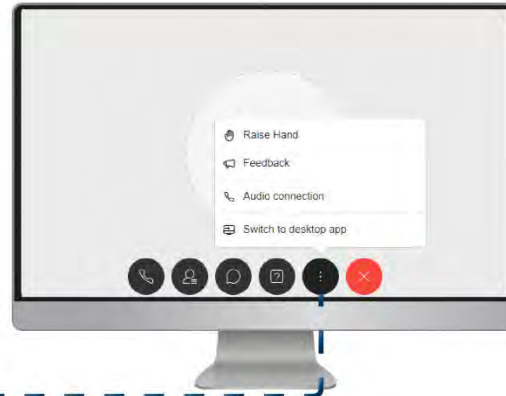 Raise Hand
Feedback
Audio connection
Switch to desktop app